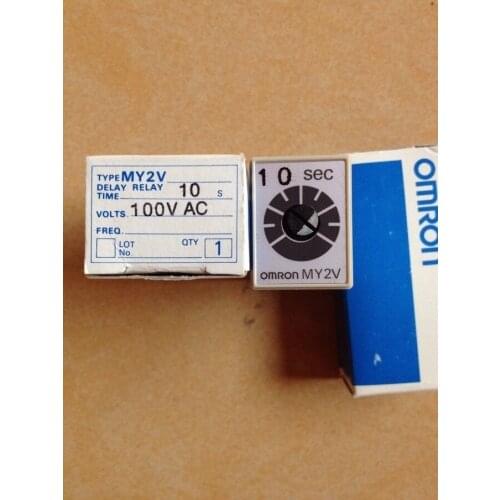 TYPE MY2V
DELAY RELAY
TIME 10 S
VOLTS 100V AC
FREQ.
LOT No. QTY 1
10 sec
omron MY2V
OMRON